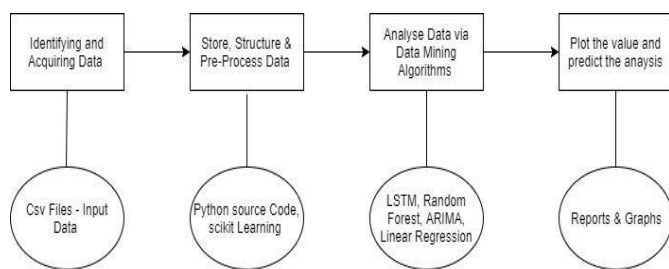 Identifying and
Acquiring Data
Store, Structure &
Pre-Process Data
Analyse Data via
Data Mining
Algorithms
Plot the value and
predict the anaysis
Csv Files - Input
Data
Python source Code,
scikit Learning
LSTM, Random
Forest, ARIMA,
Linear Regression
Reports & Graphs